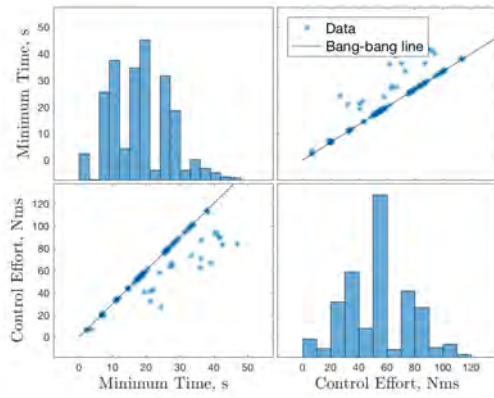 50
40
30
20
10
0
Minimum Time, s
Data
Bang-bang line
120
100
80
60
40
20
0
Control Effort, Nms
0 10 20 30 40 50
0 20 40 60 80 100 120
Minimum Time, s
Control Effort, Nms